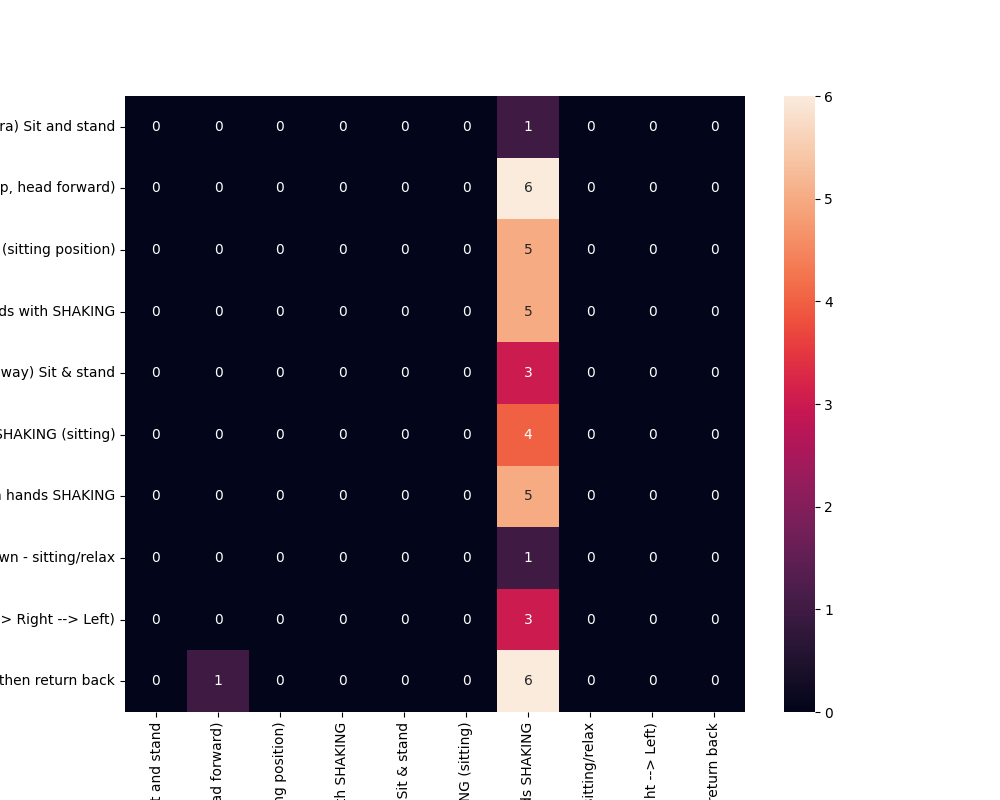 ra) Sit and stand
0 0 0 0 0 0 1 0 0 0
p, head forward)
0 0 0 0 0 0 6 0 0 0
(sitting position)
0 0 0 0 0 0 5 0 0 0
ds with SHAKING
0 0 0 0 0 0 5 0 0 0
way) Sit & stand
0 0 0 0 0 0 3 0 0 0
SHAKING (sitting)
0 0 0 0 0 0 4 0 0 0
hands SHAKING
0 0 0 0 0 0 5 0 0 0
wn - sitting/relax
0 0 0 0 0 0 1 0 0 0
> Right --> Left)
0 0 0 0 0 0 3 0 0 0
then return back
0 1 0 0 0 0 6 0 0 0
t and stand
ad forward)
ng position)
th SHAKING
Sit & stand
NG (sitting)
ds SHAKING
sitting/relax
ht --> Left)
return back
6
5
4
3
2
1
0